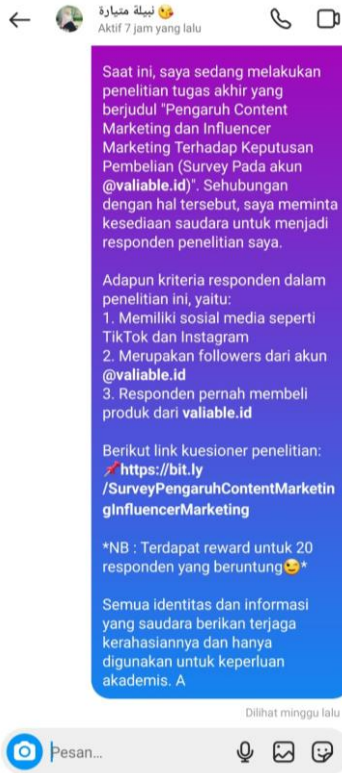 نبيلة متيارة
Aktif 7 jam yang lalu
Saat ini, saya sedang melakukan
penelitian tugas akhir yang
berjudul "Pengaruh Content
Marketing dan Influencer
Marketing Terhadap Keputusan
Pembelian (Survey Pada akun
@valiable.id)". Sehubungan
dengan hal tersebut, saya meminta
kesediaan saudara untuk menjadi
responden penelitian saya.
Adapun kriteria responden dalam
penelitian ini, yaitu:
1. Memiliki sosial media seperti
TikTok dan Instagram
2. Merupakan followers dari akun
@valiable.id
3. Responden pernah membeli
produk dari valiable.id
Berikut link kuesioner penelitian:
📌https://bit.ly
/SurveyPengaruhContentMarketin
gInfluencerMarketing
*NB : Terdapat reward untuk 20
responden yang beruntung😉*
Semua identitas dan informasi
yang saudara berikan terjaga
kerahasiannya dan hanya
digunakan untuk keperluan
akademis. A
Dilihat minggu lalu
Pesan...